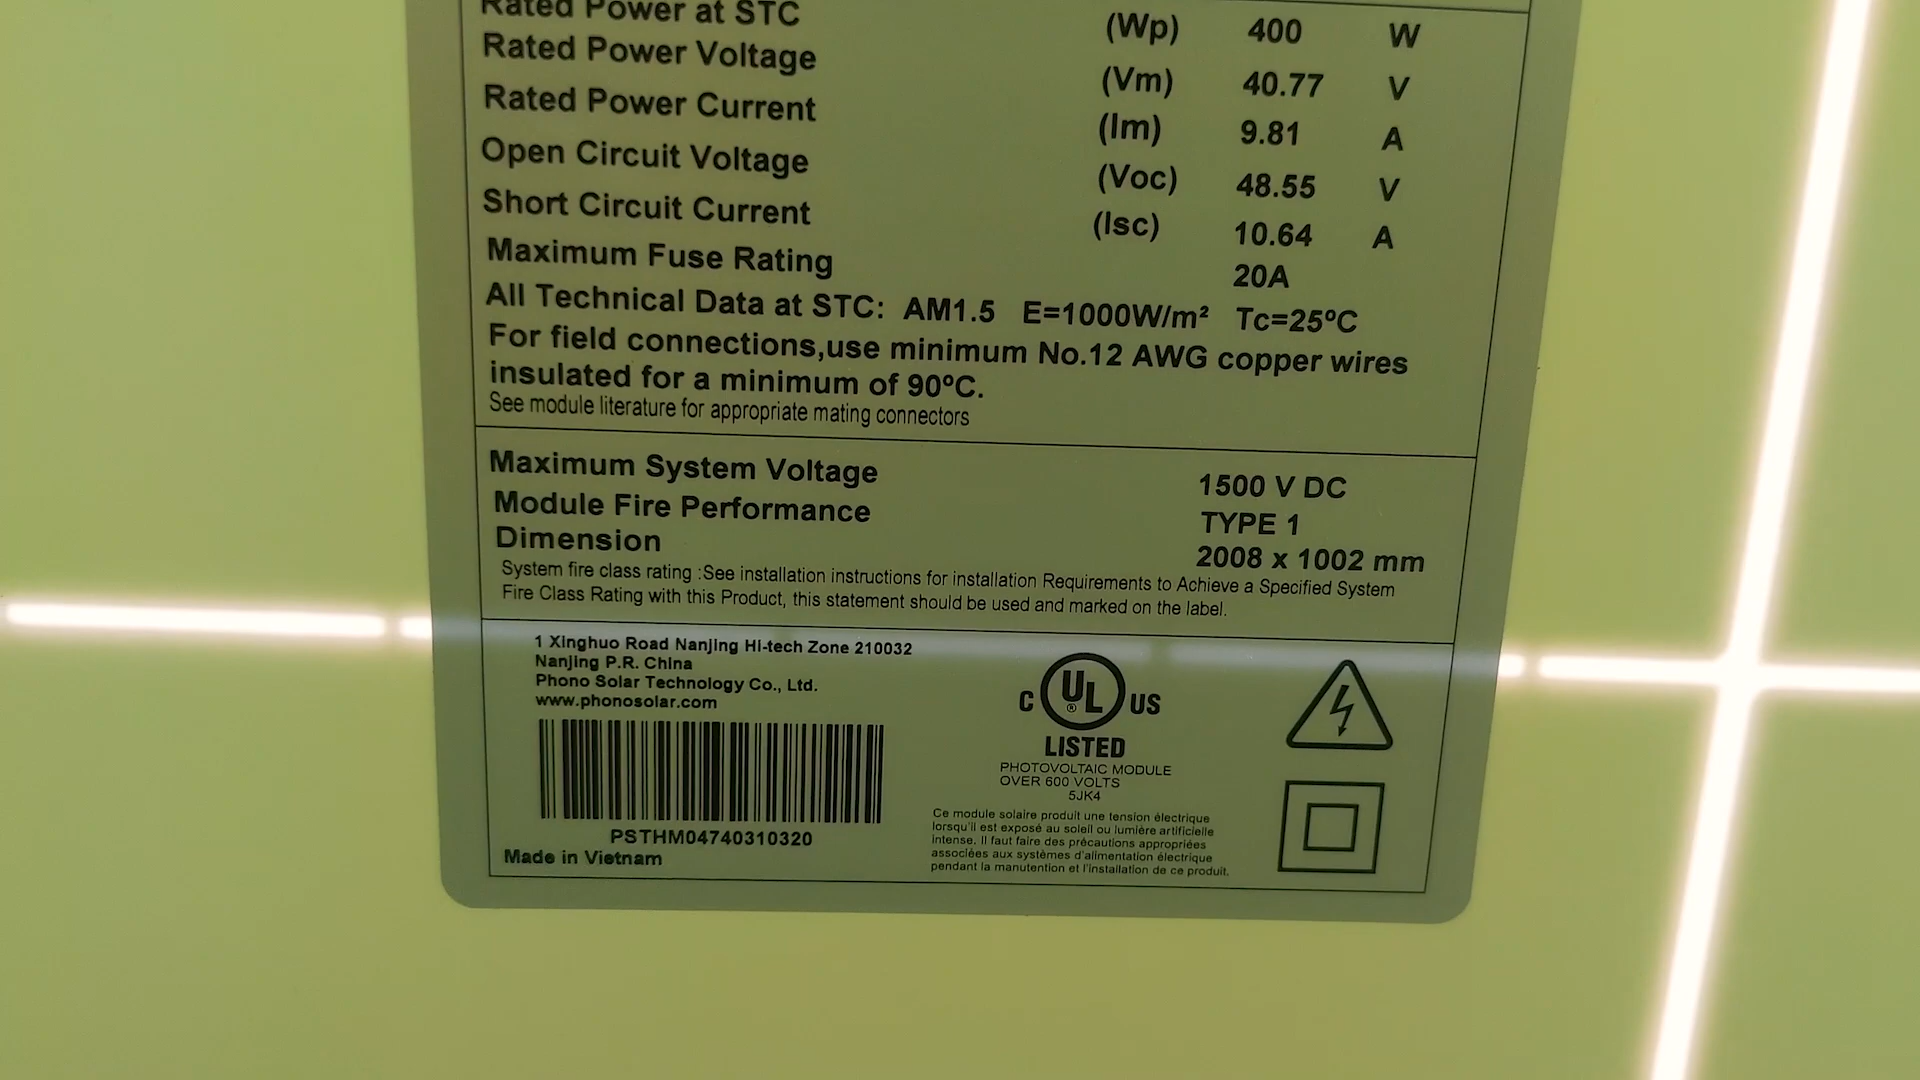 Rated Power at STC (Wp) 400 W
Rated Power Voltage (Vm) 40.77 V
Rated Power Current (Im) 9.81 A
Open Circuit Voltage (Voc) 48.55 V
Short Circuit Current (Isc) 10.64 A
Maximum Fuse Rating 20A
All Technical Data at STC: AM1.5 E=1000W/m² Tc=25ºC
For field connections,use minimum No.12 AWG copper wires
insulated for a minimum of 90ºC.
See module literature for appropriate mating connectors
Maximum System Voltage 1500 V DC
Module Fire Performance TYPE 1
Dimension 2008 x 1002 mm
System fire class rating :See installation instructions for installation Requirements to Achieve a Specified System
Fire Class Rating with this Product, this statement should be used and marked on the label.
1 Xinghuo Road Nanjing Hi-tech Zone 210032
Nanjing P.R. China
Phono Solar Technology Co., Ltd.
www.phonosolar.com
PSTHM04740310320
Made in Vietnam
C UL® US
LISTED
PHOTOVOLTAIC MODULE
OVER 600 VOLTS
5JK4
Ce module solaire produit une tension électrique
lorsqu'il est exposé au soleil ou lumière artificielle
intense. Il faut faire des précautions appropriées
associées aux systèmes d'alimentation électrique
pendant la manutention et l'installation de ce produit.